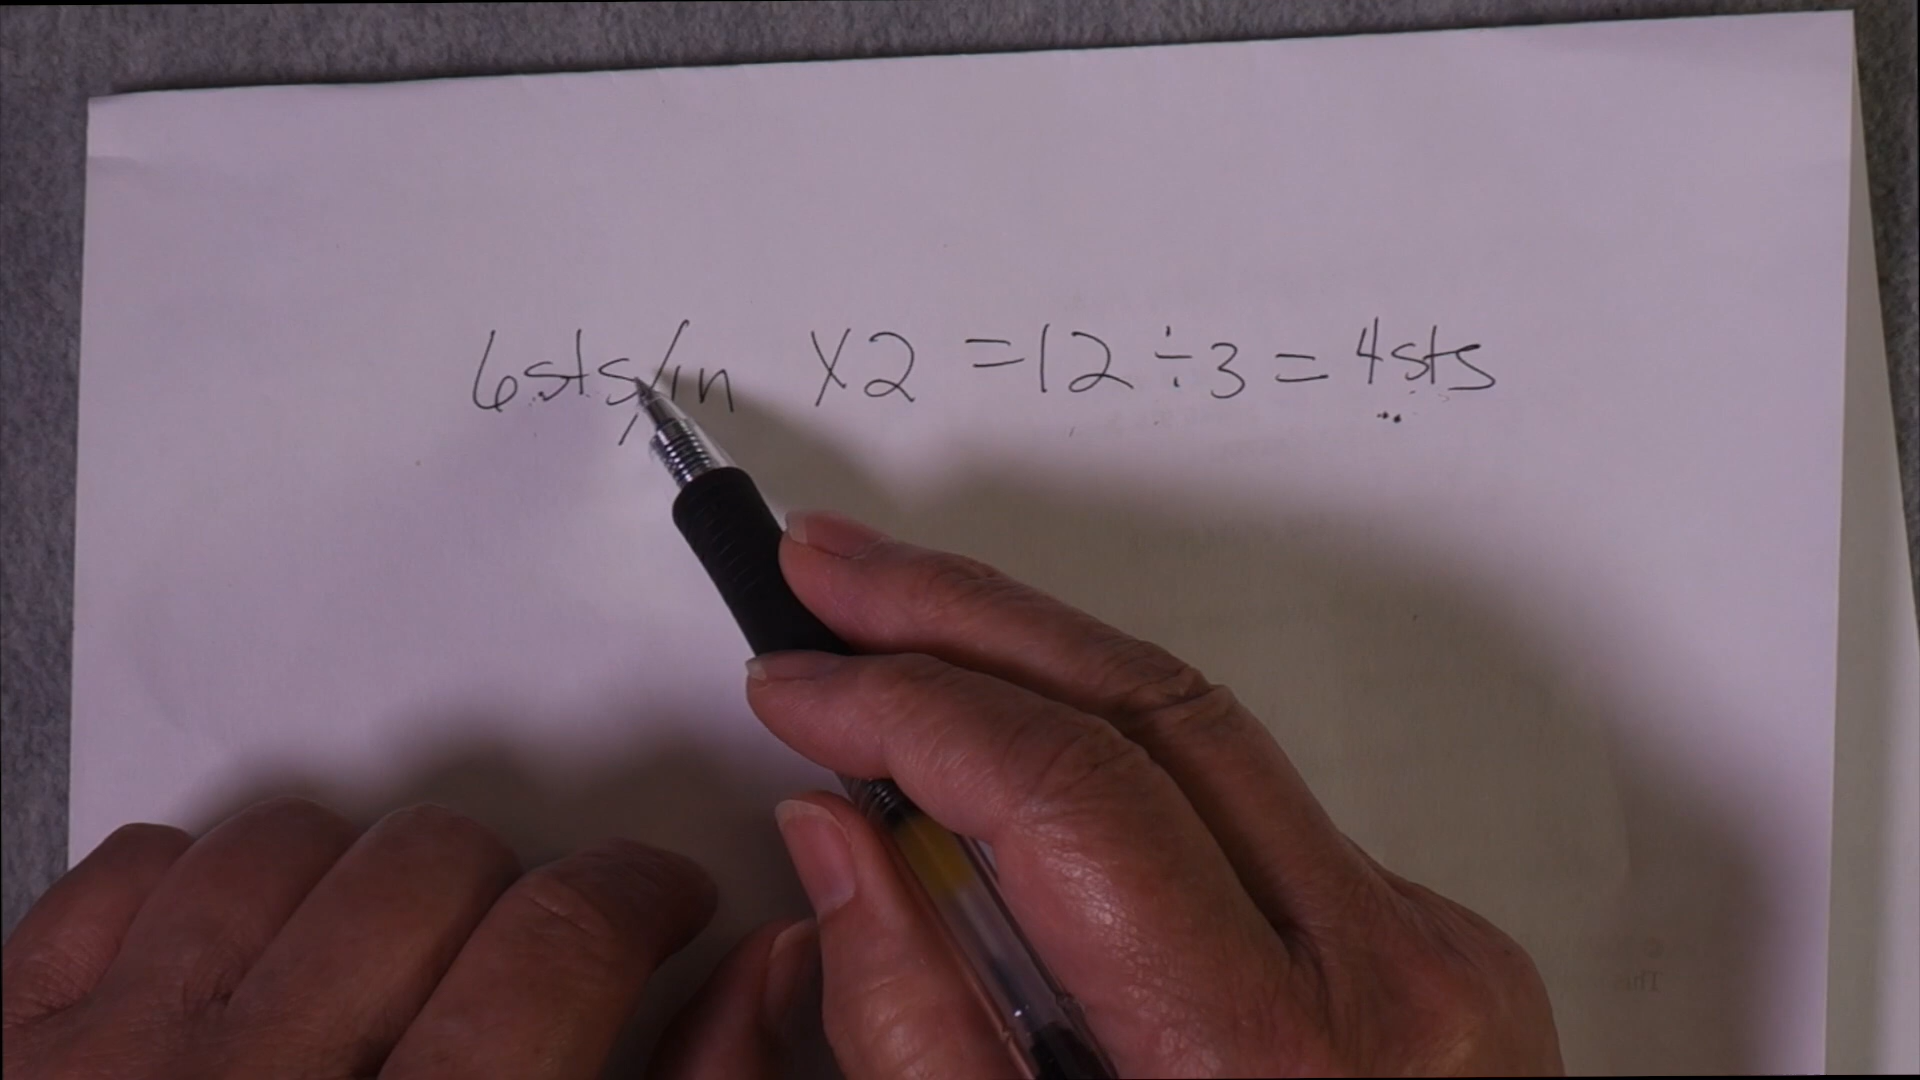 6sts/in X2 =12 ÷3 = 4sts